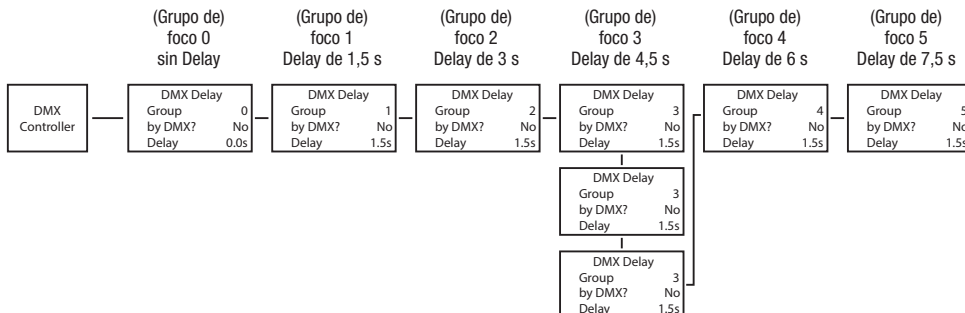 (Grupo de)
foco 0
sin Delay
(Grupo de)
foco 1
Delay de 1,5 s
(Grupo de)
foco 2
Delay de 3 s
(Grupo de)
foco 3
Delay de 4,5 s
(Grupo de)
foco 4
Delay de 6 s
(Grupo de)
foco 5
Delay de 7,5 s
DMX
Controller
DMX Delay
Group 0
by DMX? No
Delay 0.0s
DMX Delay
Group 1
by DMX? No
Delay 1.5s
DMX Delay
Group 2
by DMX? No
Delay 1.5s
DMX Delay
Group 3
by DMX? No
Delay 1.5s
DMX Delay
Group 3
by DMX? No
Delay 1.5s
DMX Delay
Group 3
by DMX? No
Delay 1.5s
DMX Delay
Group 4
by DMX? No
Delay 1.5s
DMX Delay
Group 5
by DMX? No
Delay 1.5s